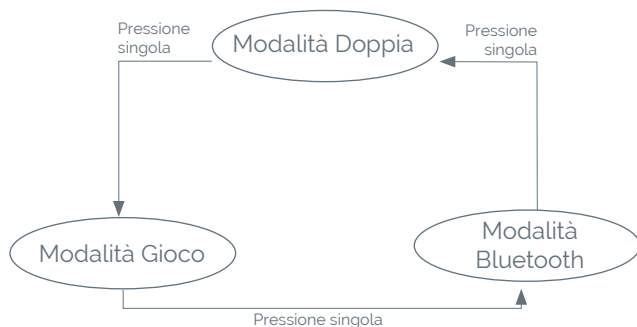 Pressione
singola
Modalità Doppia
Pressione
singola
Modalità Gioco
Modalità
Bluetooth
Pressione singola